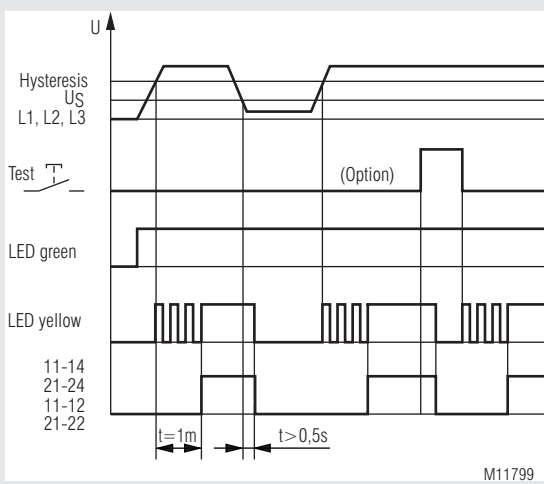 U
Hysteresis
US
L1, L2, L3
Test
(Option)
LED green
LED yellow
11-14
21-24
11-12
21-22
t=1m
t>0,5s
M11799